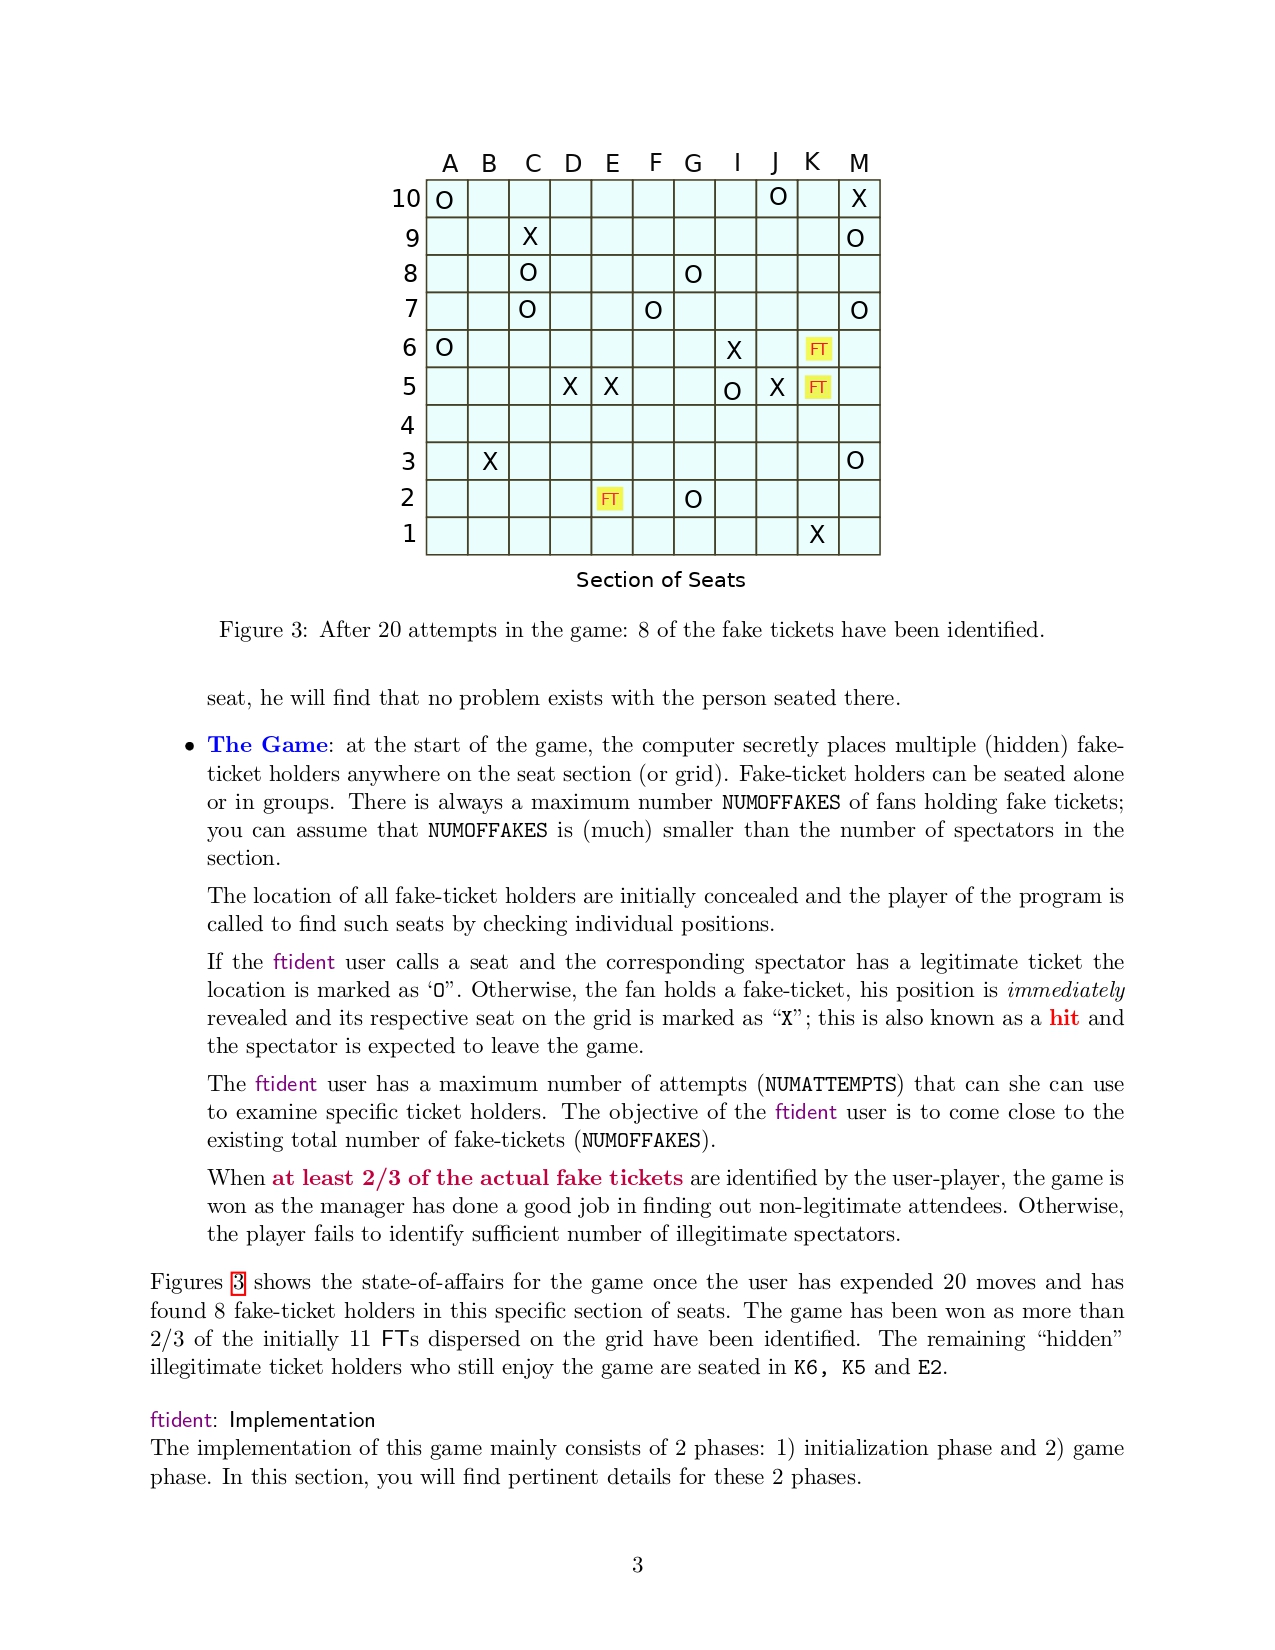 A B C D E F G I J K M
10 O O X
9 X O
8 O O
7 O O O
6 O X FT
5 X X O X FT
4
3 X O
2 FT O
1 X
Section of Seats
Figure 3: After 20 attempts in the game: 8 of the fake tickets have been identified.
seat, he will find that no problem exists with the person seated there.
• The Game: at the start of the game, the computer secretly places multiple (hidden) fake-
ticket holders anywhere on the seat section (or grid). Fake-ticket holders can be seated alone
or in groups. There is always a maximum number NUMOFFAKES of fans holding fake tickets;
you can assume that NUMOFFAKES is (much) smaller than the number of spectators in the
section.
The location of all fake-ticket holders are initially concealed and the player of the program is
called to find such seats by checking individual positions.
If the ftident user calls a seat and the corresponding spectator has a legitimate ticket the
location is marked as ‘O”. Otherwise, the fan holds a fake-ticket, his position is immediately
revealed and its respective seat on the grid is marked as “X”; this is also known as a hit and
the spectator is expected to leave the game.
The ftident user has a maximum number of attempts (NUMATTEMPTS) that can she can use
to examine specific ticket holders. The objective of the ftident user is to come close to the
existing total number of fake-tickets (NUMOFFAKES).
When at least 2/3 of the actual fake tickets are identified by the user-player, the game is
won as the manager has done a good job in finding out non-legitimate attendees. Otherwise,
the player fails to identify sufficient number of illegitimate spectators.
Figures 3 shows the state-of-affairs for the game once the user has expended 20 moves and has
found 8 fake-ticket holders in this specific section of seats. The game has been won as more than
2/3 of the initially 11 FTs dispersed on the grid have been identified. The remaining “hidden”
illegitimate ticket holders who still enjoy the game are seated in K6, K5 and E2.
ftident: Implementation
The implementation of this game mainly consists of 2 phases: 1) initialization phase and 2) game
phase. In this section, you will find pertinent details for these 2 phases.
3